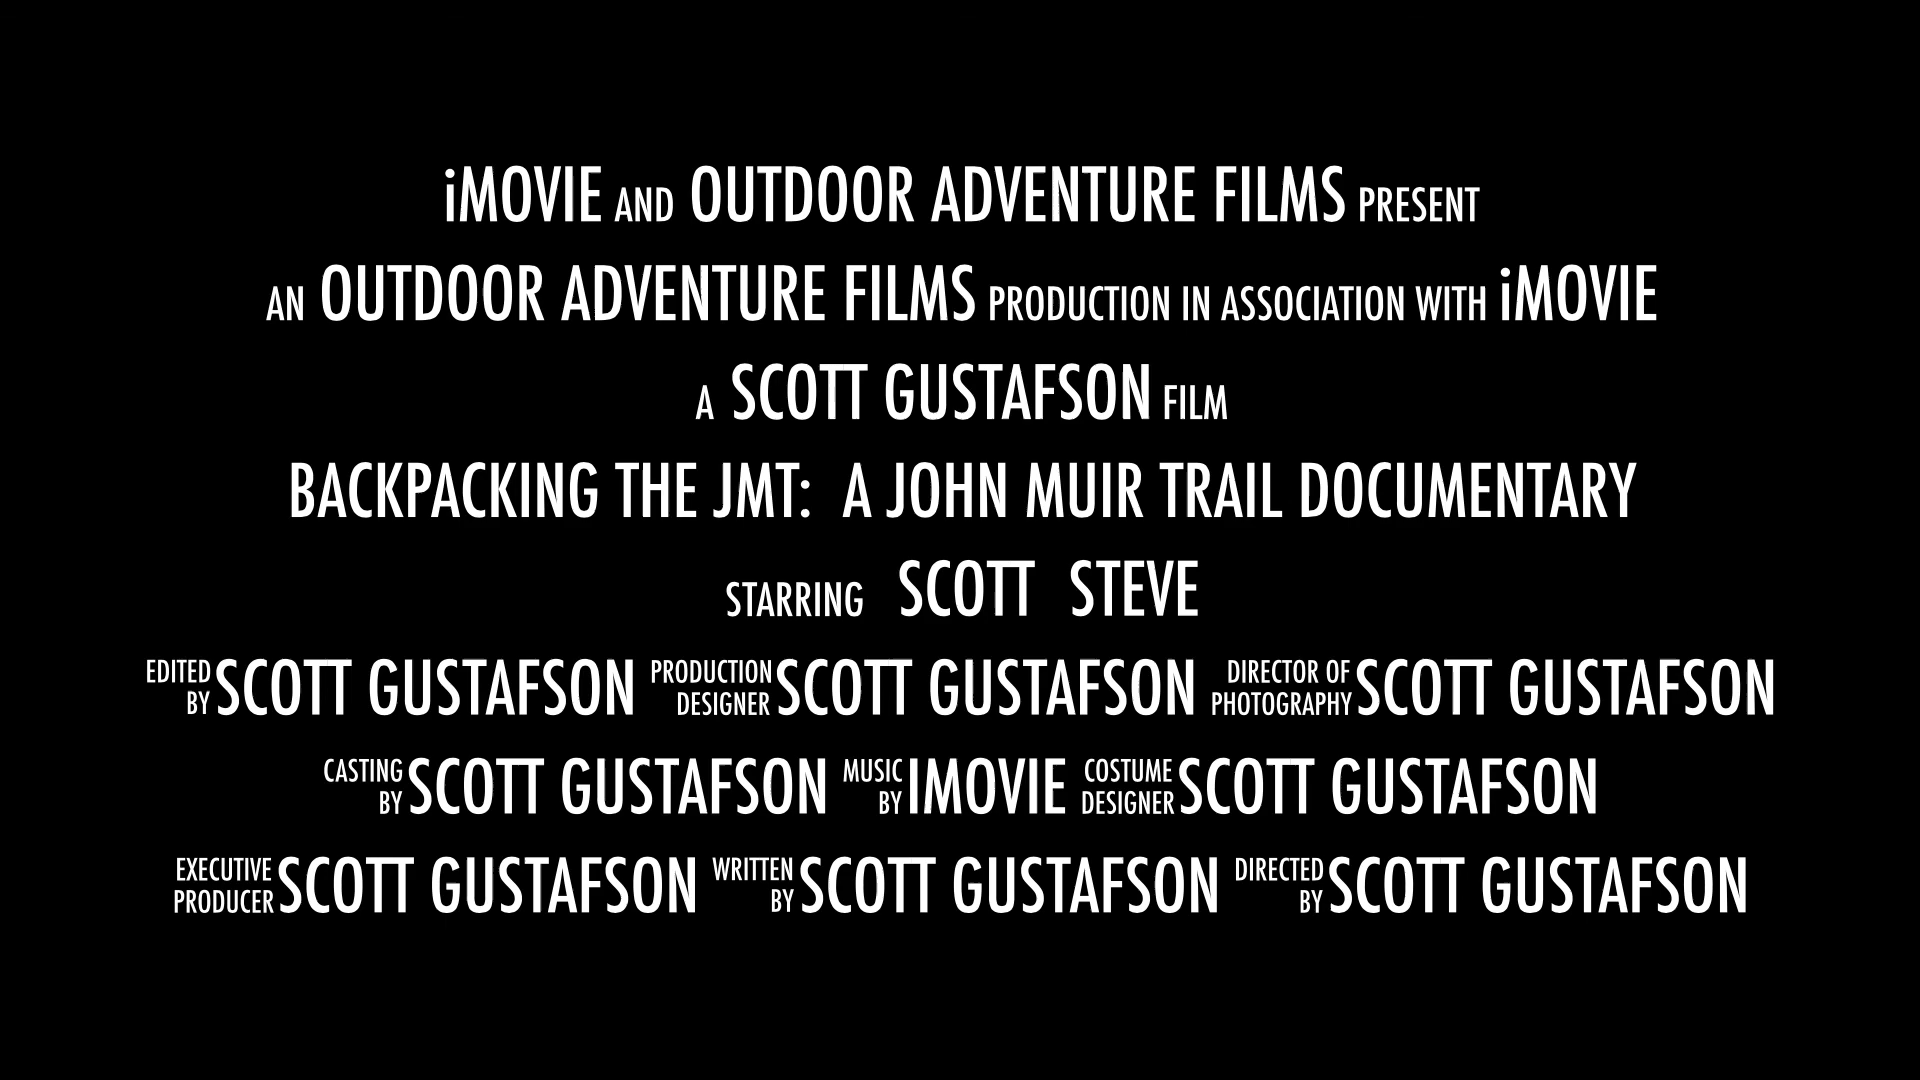 iMOVIE AND OUTDOOR ADVENTURE FILMS PRESENT
AN OUTDOOR ADVENTURE FILMS PRODUCTION IN ASSOCIATION WITH iMOVIE
A SCOTT GUSTAFSON FILM
BACKPACKING THE JMT: A JOHN MUIR TRAIL DOCUMENTARY
STARRING SCOTT STEVE
EDITED BY SCOTT GUSTAFSON PRODUCTION DESIGNER SCOTT GUSTAFSON DIRECTOR OF PHOTOGRAPHY SCOTT GUSTAFSON
CASTING BY SCOTT GUSTAFSON MUSIC BY IMOVIE COSTUME DESIGNER SCOTT GUSTAFSON
EXECUTIVE PRODUCER SCOTT GUSTAFSON WRITTEN BY SCOTT GUSTAFSON DIRECTED BY SCOTT GUSTAFSON